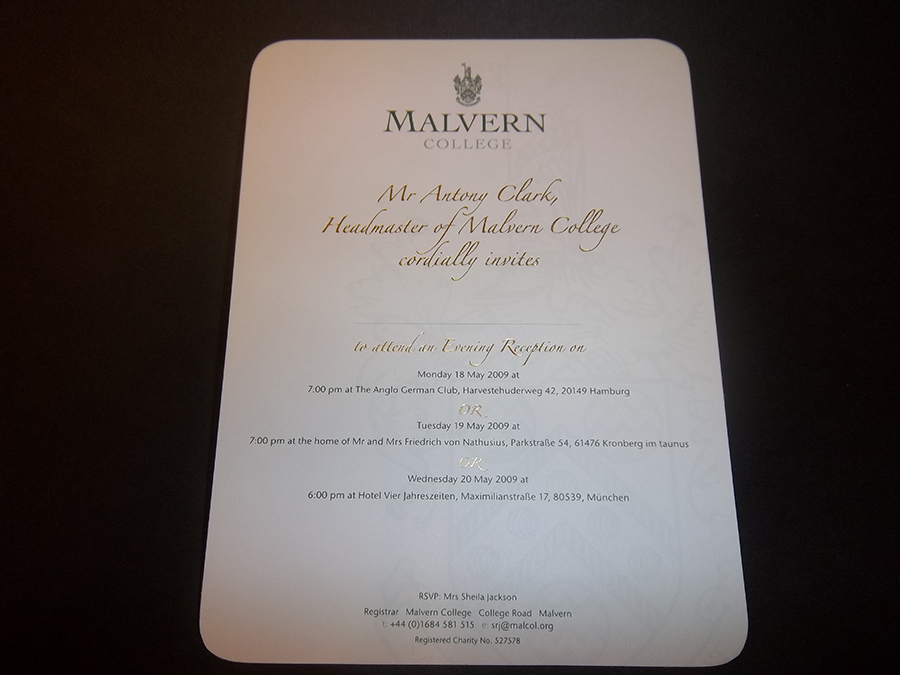 MALVERN
COLLEGE
Mr Antony Clark,
Headmaster of Malvern College
cordially invites
to attend an Evening Reception on
Monday 18 May 2009 at
7:00 pm at The Anglo German Club, Harvestehuderweg 42, 20149 Hamburg
OR
Tuesday 19 May 2009 at
7:00 pm at the home of Mr and Mrs Friedrich von Nathusius, Parkstraße 54, 61476 Kronberg im taunus
OR
Wednesday 20 May 2009 at
6:00 pm at Hotel Vier Jahreszeiten, Maximilianstraße 17, 80539, München
RSVP: Mrs Sheila Jackson
Registrar Malvern College College Road Malvern
t: +44 (0)1684 581 515 e: srj@malcol.org
Registered Charity No. 527578